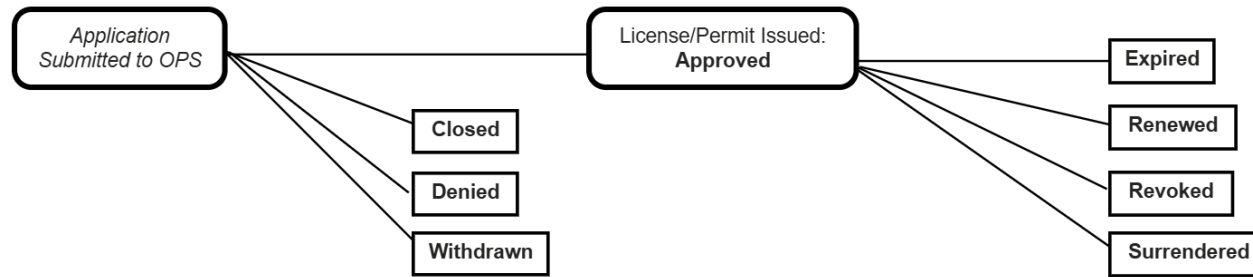 Application
Submitted to OPS
License/Permit Issued:
Approved
Closed
Denied
Withdrawn
Expired
Renewed
Revoked
Surrendered